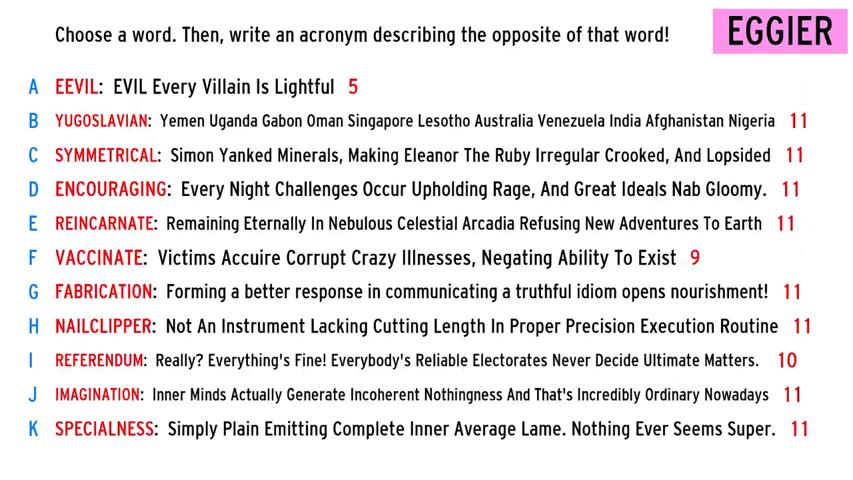 Choose a word. Then, write an acronym describing the opposite of that word!
EGGIER
A EEVIL: EVIL Every Villain Is Lightful 5
B YUGOSLAVIAN: Yemen Uganda Gabon Oman Singapore Lesotho Australia Venezuela India Afghanistan Nigeria 11
C SYMMETRICAL: Simon Yanked Minerals, Making Eleanor The Ruby Irregular Crooked, And Lopsided 11
D ENCOURAGING: Every Night Challenges Occur Upholding Rage, And Great Ideals Nab Gloomy. 11
E REINCARNATE: Remaining Eternally In Nebulous Celestial Arcadia Refusing New Adventures To Earth 11
F VACCINATE: Victims Accuire Corrupt Crazy Illnesses, Negating Ability To Exist 9
G FABRICATION: Forming a better response in communicating a truthful idiom opens nourishment! 11
H NAILCLIPPER: Not An Instrument Lacking Cutting Length In Proper Precision Execution Routine 11
I REFERENDUM: Really? Everything's Fine! Everybody's Reliable Electorates Never Decide Ultimate Matters. 10
J IMAGINATION: Inner Minds Actually Generate Incoherent Nothingness And That's Incredibly Ordinary Nowadays 11
K SPECIALNESS: Simply Plain Emitting Complete Inner Average Lame. Nothing Ever Seems Super. 11